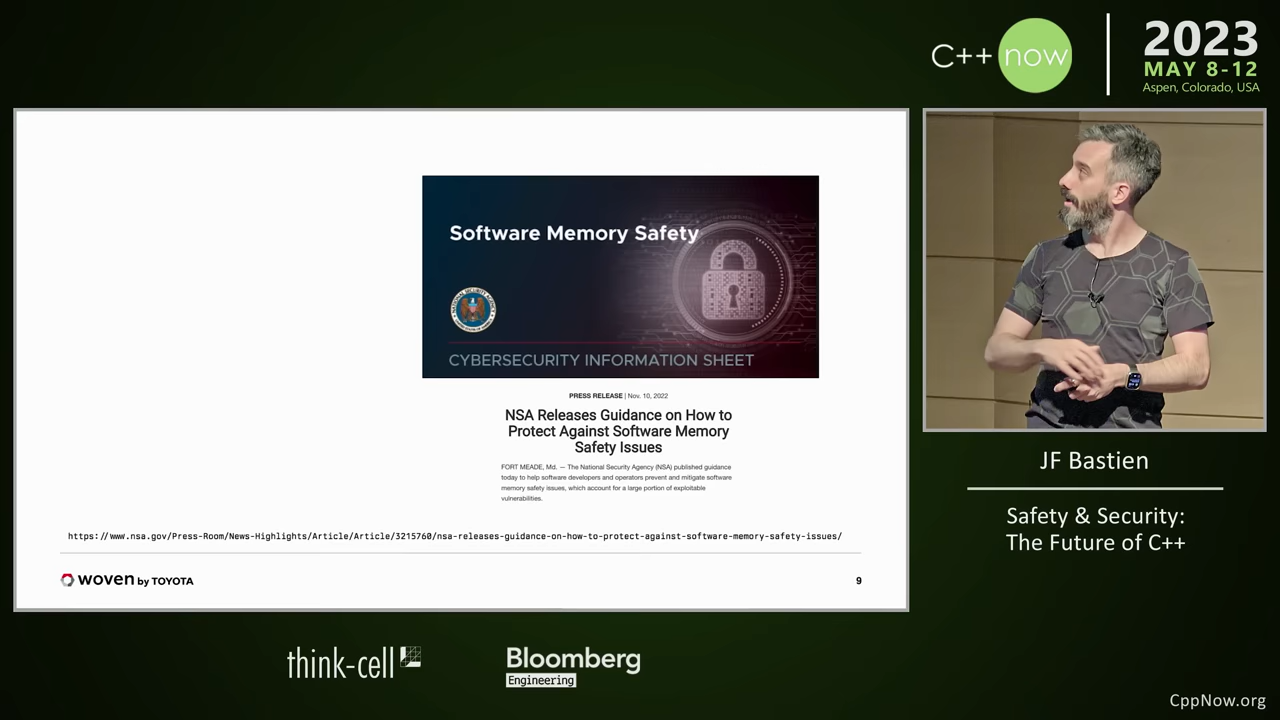 C++ now
2023
MAY 8-12
Aspen, Colorado, USA
Software Memory Safety
CYBERSECURITY INFORMATION SHEET
PRESS RELEASE | Nov. 10, 2022
NSA Releases Guidance on How to
Protect Against Software Memory
Safety Issues
FORT MEADE, Md. — The National Security Agency (NSA) published guidance
today to help software developers and operators prevent and mitigate software
memory safety issues, which account for a large portion of exploitable
vulnerabilities.
https://www.nsa.gov/Press-Room/News-Highlights/Article/Article/3215760/nsa-releases-guidance-on-how-to-protect-against-software-memory-safety-issues/
woven by TOYOTA
9
JF Bastien
Safety & Security:
The Future of C++
think-cell
Bloomberg
Engineering
CppNow.org